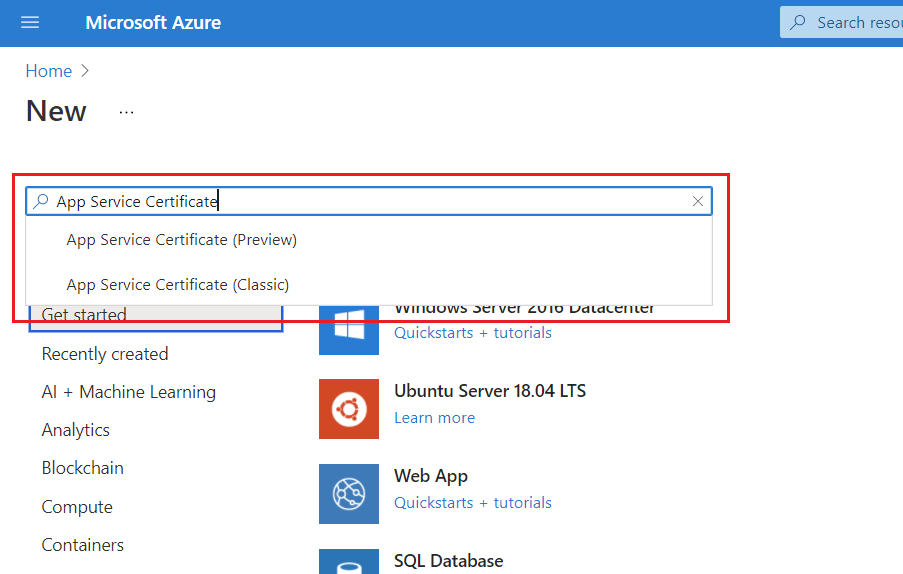 Microsoft Azure
Search resou
Home
New
...
App Service Certificate
App Service Certificate (Preview)
App Service Certificate (Classic)
Get started
Recently created
AI + Machine Learning
Analytics
Blockchain
Compute
Containers
Windows Server 2016 Datacenter
Quickstarts + tutorials
Ubuntu Server 18.04 LTS
Learn more
Web App
Quickstarts + tutorials
SQL Database